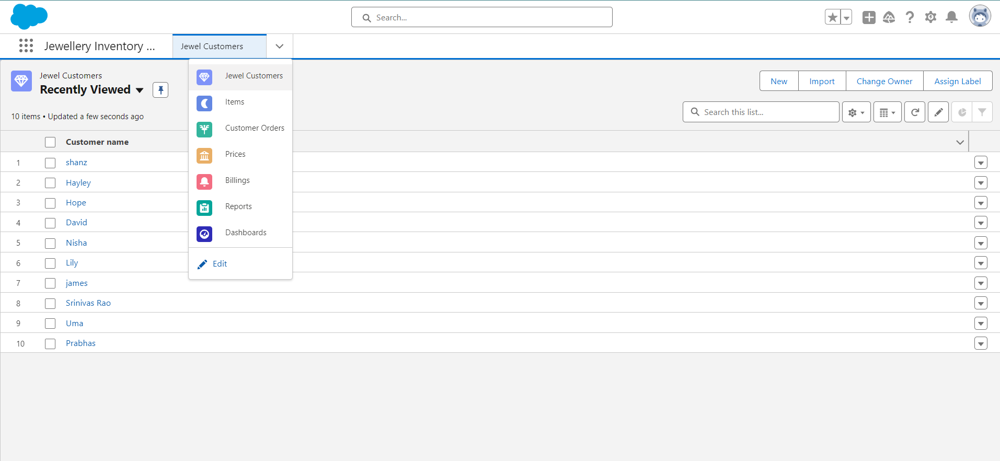 Search...
Jewellery Inventory ...
Jewel Customers
Jewel Customers
Items
Customer Orders
Prices
Billings
Reports
Dashboards
Edit
Jewel Customers
Recently Viewed
10 items • Updated a few seconds ago
New
Import
Change Owner
Assign Label
Search this list...
Customer name
1 shanz
2 Hayley
3 Hope
4 David
5 Nisha
6 Lily
7 james
8 Srinivas Rao
9 Uma
10 Prabhas